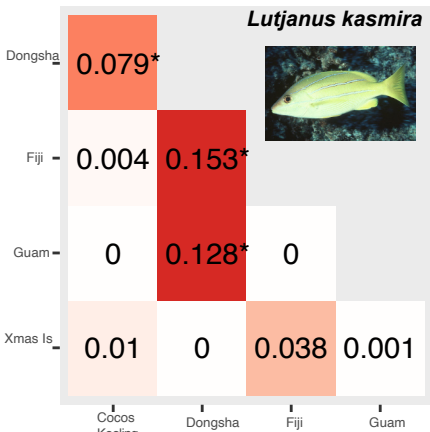 Lutjanus kasmira
Dongsha 0.079*
Fiji 0.004 0.153*
Guam 0 0.128* 0
Xmas Is 0.01 0 0.038 0.001
Cocos Dongsha Fiji Guam
Keeling